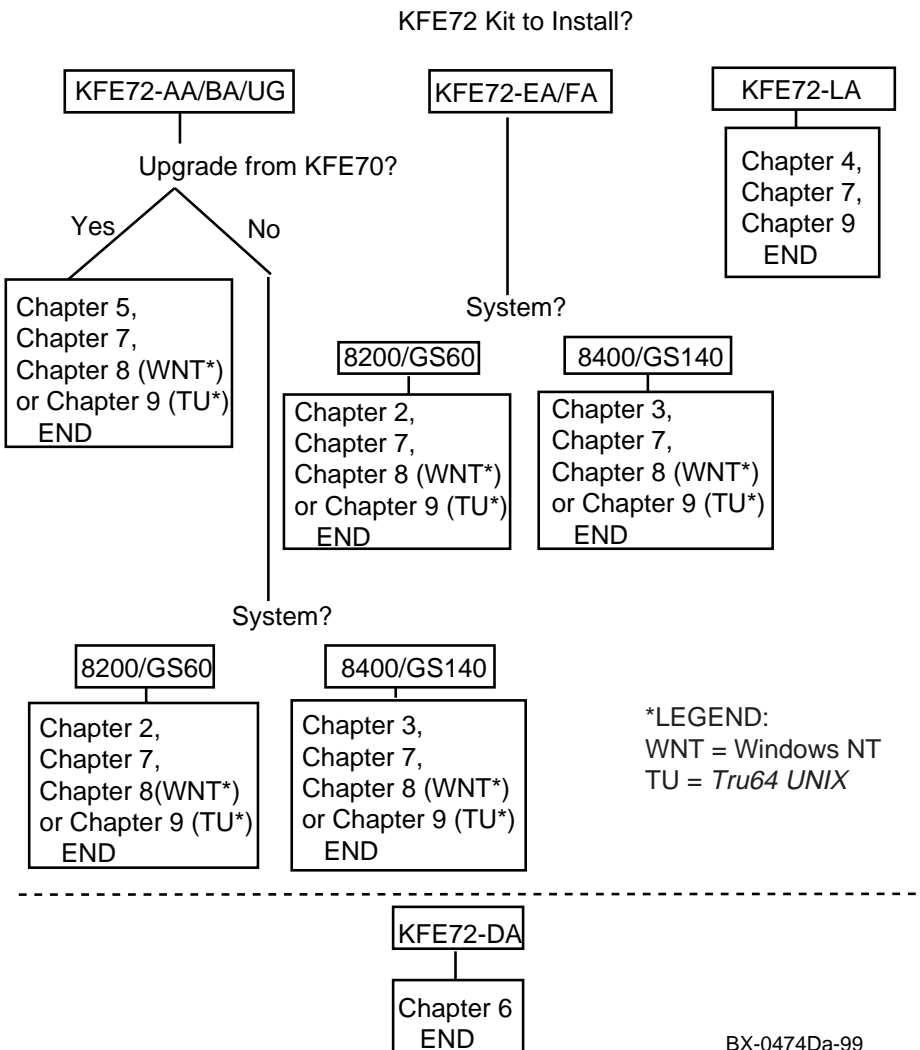 KFE72 Kit to Install?
KFE72-AA/BA/UG
Upgrade from KFE70?
Yes
No
Chapter 5,
Chapter 7,
Chapter 8 (WNT*)
or Chapter 9 (TU*)
END
System?
8200/GS60
Chapter 2,
Chapter 7,
Chapter 8(WNT*)
or Chapter 9 (TU*)
END
8400/GS140
Chapter 3,
Chapter 7,
Chapter 8 (WNT*)
or Chapter 9 (TU*)
END
KFE72-EA/FA
System?
8200/GS60
Chapter 2,
Chapter 7,
Chapter 8 (WNT*)
or Chapter 9 (TU*)
END
8400/GS140
Chapter 3,
Chapter 7,
Chapter 8 (WNT*)
or Chapter 9 (TU*)
END
KFE72-LA
Chapter 4,
Chapter 7,
Chapter 9
END
*LEGEND:
WNT = Windows NT
TU = Tru64 UNIX
KFE72-DA
Chapter 6
END
BX-0474Da-99